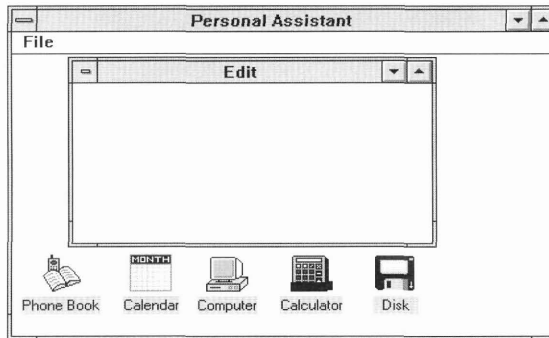 Personal Assistant
File
Edit
MONTH
Phone Book Calendar Computer Calculator Disk